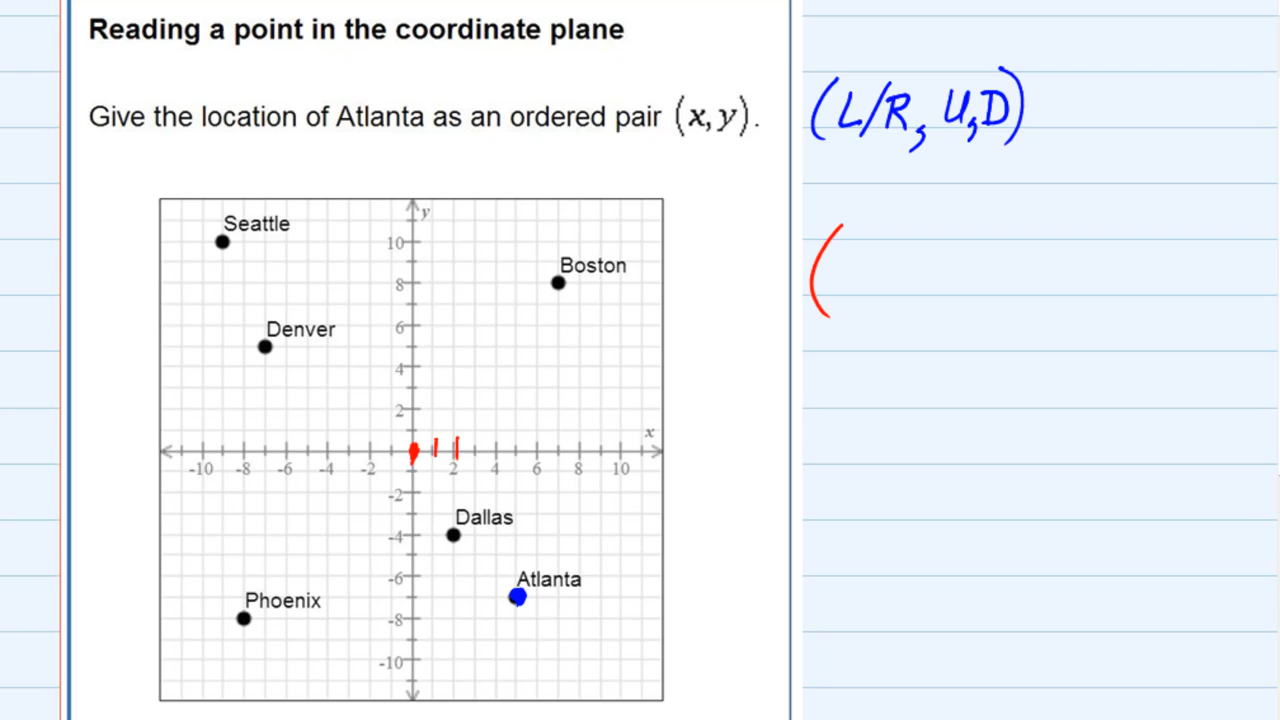 Reading a point in the coordinate plane
Give the location of Atlanta as an ordered pair (x, y).
(L/R, U,D)
(
Seattle
y
10
Boston
8
Denver
6
4
2
x
-10 -8 -6 -4 -2 2 4 6 8 10
-2
Dallas
-4
Atlanta
-6
Phoenix
-8
-10